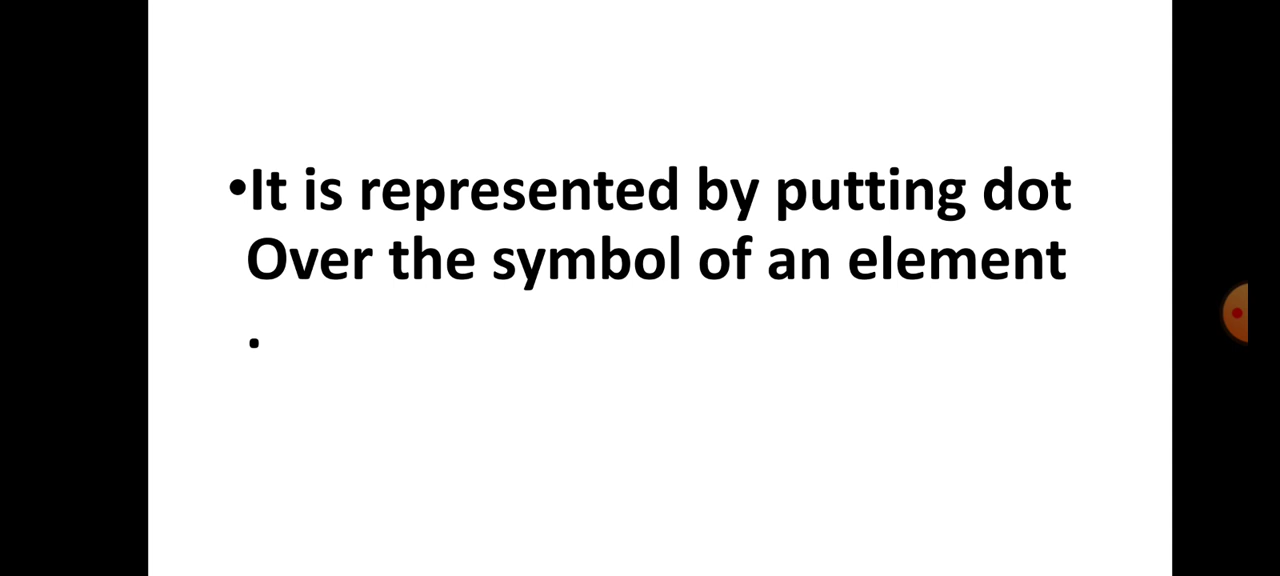 •It is represented by putting dot
Over the symbol of an element
.